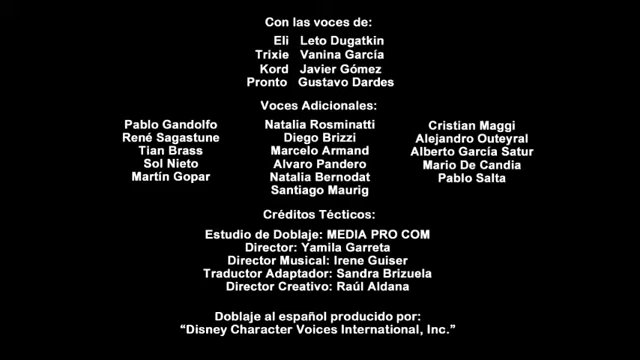 Con las voces de:
Eli Leto Dugatkin
Trixie Vanina García
Kord Javier Gómez
Pronto Gustavo Dardes
Voces Adicionales:
Pablo Gandolfo Natalia Rosminatti Cristian Maggi
René Sagastune Diego Brizzi Alejandro Outeyral
Tian Brass Marcelo Armand Alberto García Satur
Sol Nieto Alvaro Pandero Mario De Candia
Martín Gopar Natalia Bernodat Pablo Salta
Santiago Maurig
Créditos Técticos:
Estudio de Doblaje: MEDIA PRO COM
Director: Yamila Garreta
Director Musical: Irene Guiser
Traductor Adaptador: Sandra Brizuela
Director Creativo: Raúl Aldana
Doblaje al español producido por:
“Disney Character Voices International, Inc.”